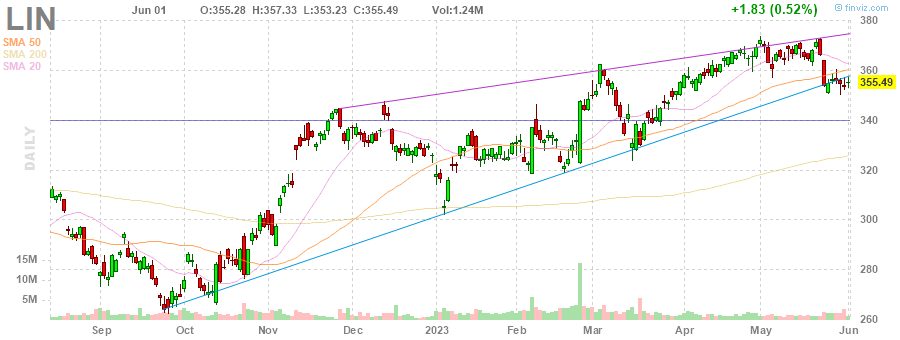 LIN Jun 01 O:355.28 H:357.33 L:353.23 C:355.49 Vol:1.24M +1.83 (0.52%) © finviz.com
SMA 50
SMA 200
SMA 20
DAILY
380
360
355.49
340
320
300
280
260
15M
10M
5M
Sep Oct Nov Dec 2023 Feb Mar Apr May Jun